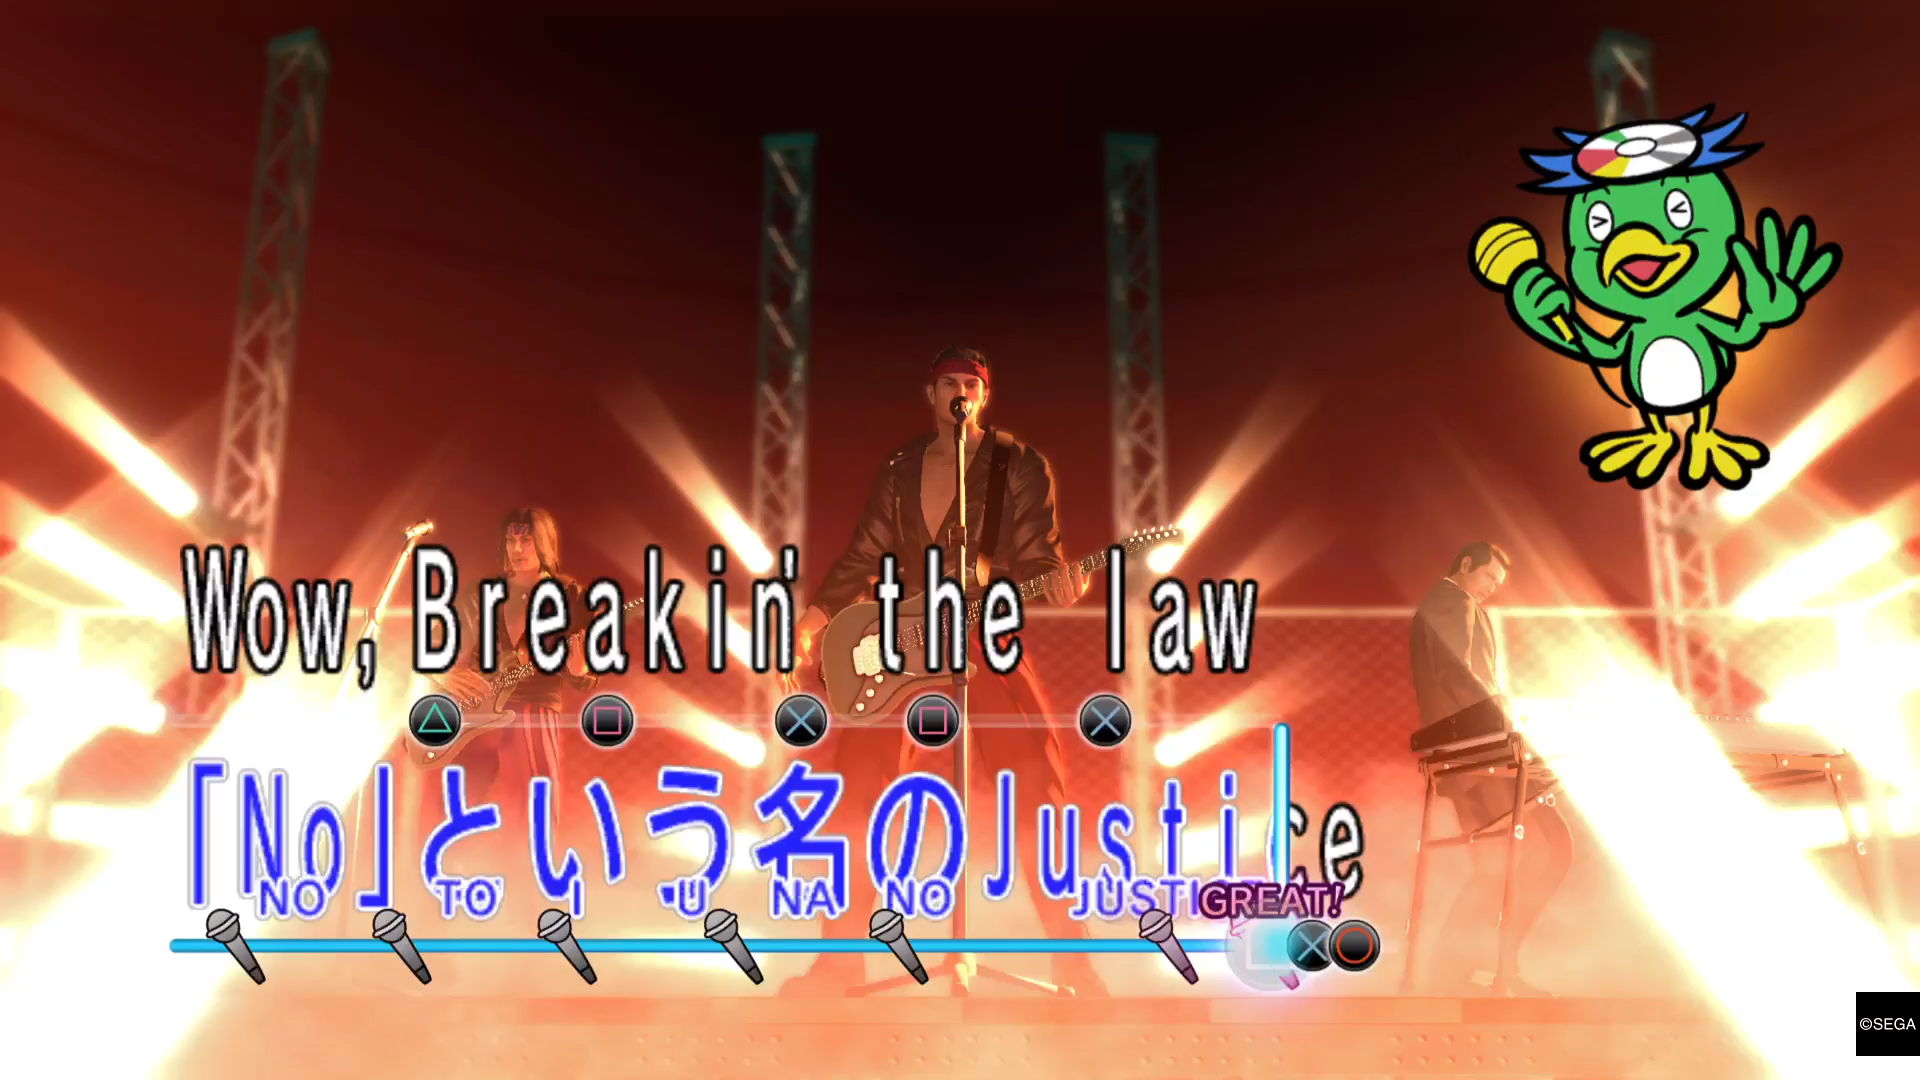 Wow, Breakin' the law
「No」という名のJustice
NO TO I U NA NO JUSTI
GREAT!
©SEGA